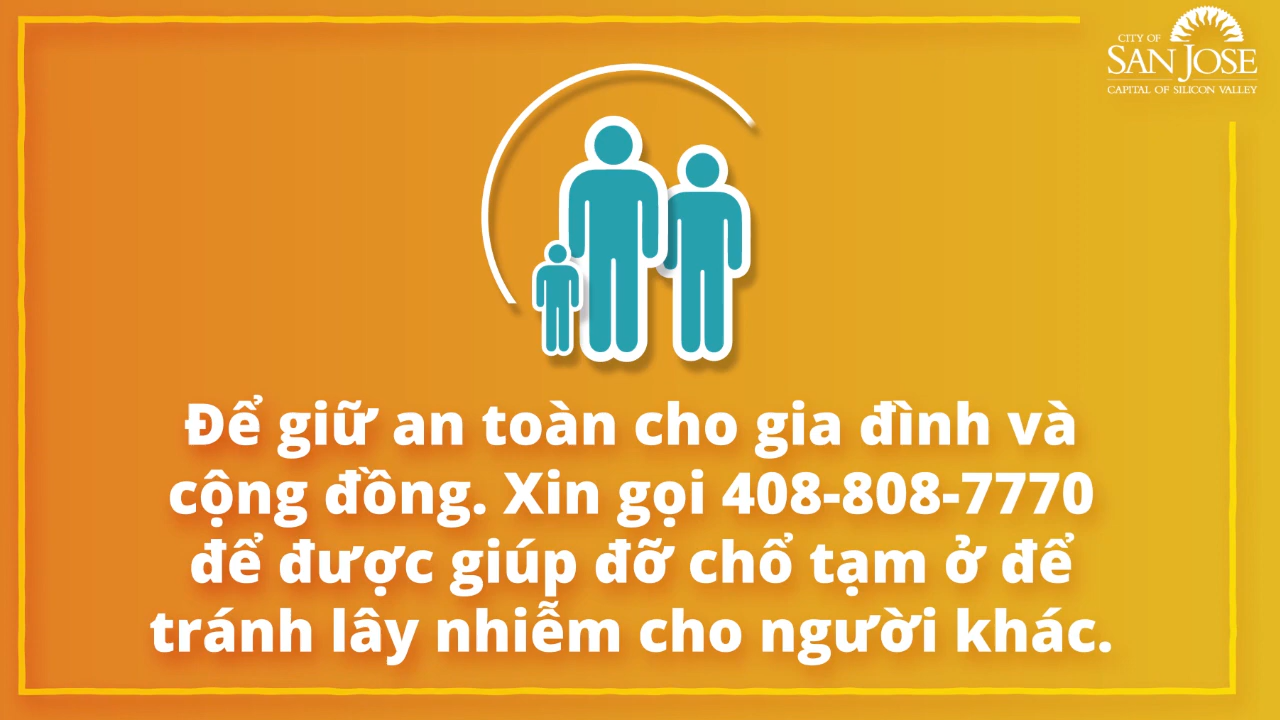 CITY OF
SAN JOSE
CAPITAL OF SILICON VALLEY
Để giữ an toàn cho gia đình và
cộng đồng. Xin gọi 408-808-7770
để được giúp đỡ chổ tạm ở để
tránh lây nhiễm cho người khác.